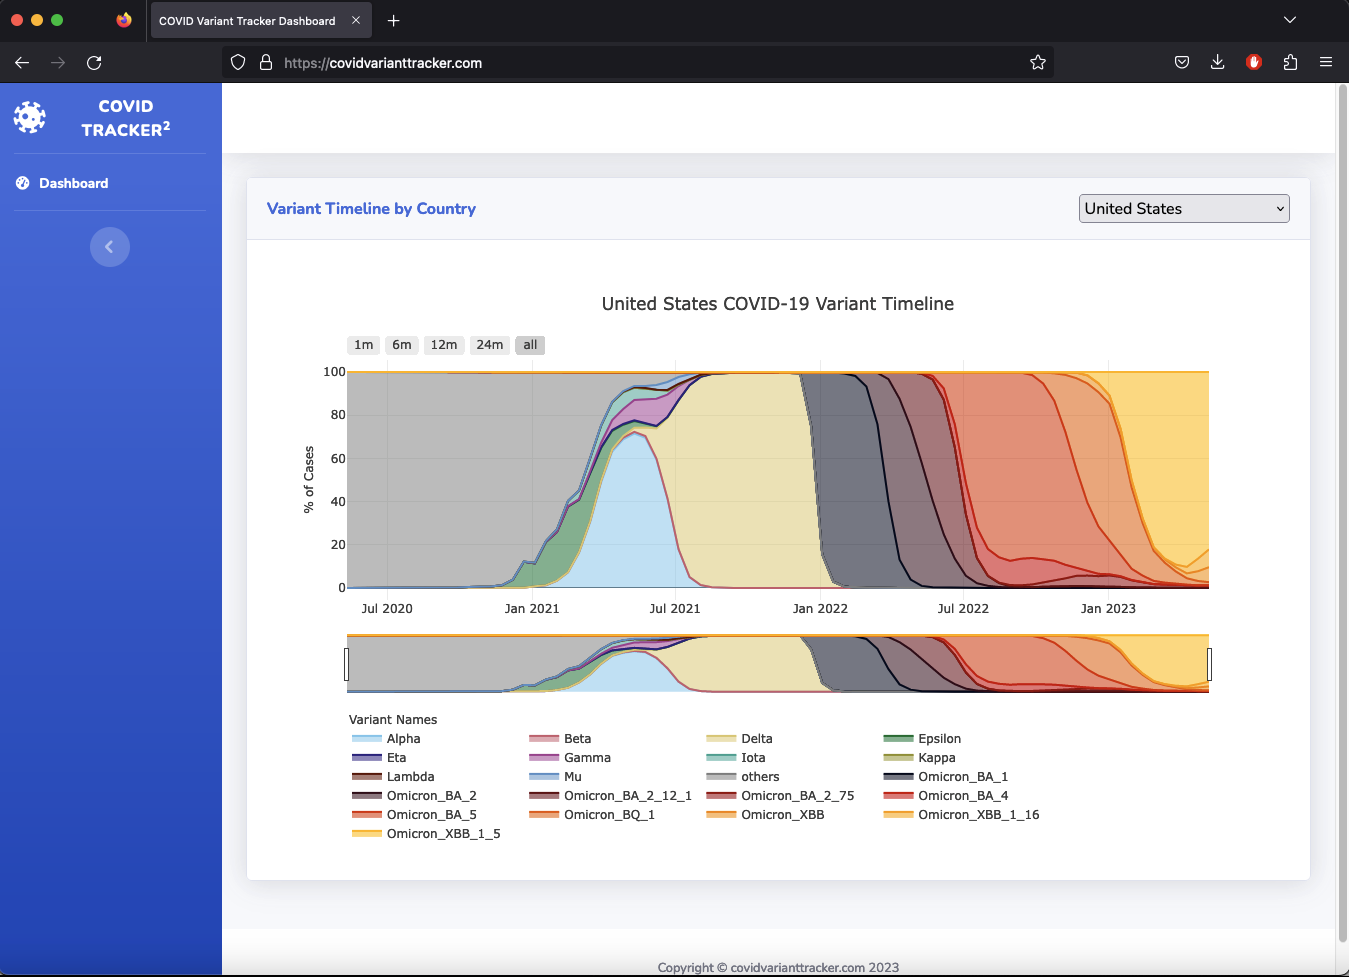 COVID Variant Tracker Dashboard
https://covidvarianttracker.com
COVID
TRACKER2
Dashboard
Variant Timeline by Country
United States
United States COVID-19 Variant Timeline
1m 6m 12m 24m all
% of Cases
100
80
60
40
20
0
Jul 2020 Jan 2021 Jul 2021 Jan 2022 Jul 2022 Jan 2023
Variant Names
Alpha Beta Delta Epsilon
Eta Gamma Iota Kappa
Lambda Mu others Omicron_BA_1
Omicron_BA_2 Omicron_BA_2_12_1 Omicron_BA_2_75 Omicron_BA_4
Omicron_BA_5 Omicron_BQ_1 Omicron_XBB Omicron_XBB_1_16
Omicron_XBB_1_5
Copyright © covidvarianttracker.com 2023